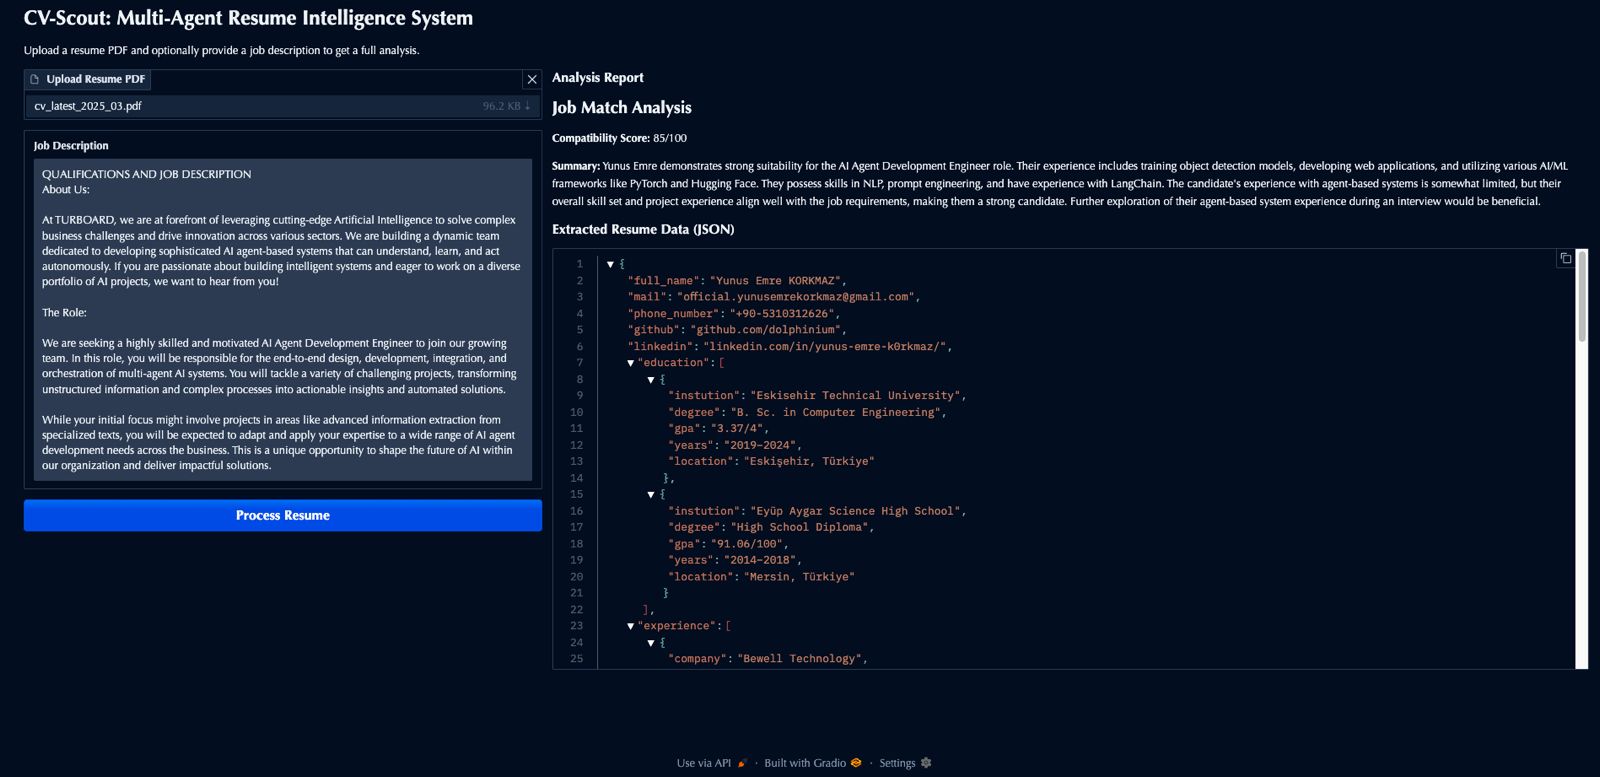 CV-Scout: Multi-Agent Resume Intelligence System
Upload a resume PDF and optionally provide a job description to get a full analysis.
Upload Resume PDF
cv_latest_2025_03.pdf
96.2 KB ↓
Job Description
QUALIFICATIONS AND JOB DESCRIPTION
About Us:
At TURBOARD, we are at forefront of leveraging cutting-edge Artificial Intelligence to solve complex
business challenges and drive innovation across various sectors. We are building a dynamic team
dedicated to developing sophisticated AI agent-based systems that can understand, learn, and act
autonomously. If you are passionate about building intelligent systems and eager to work on a diverse
portfolio of AI projects, we want to hear from you!
The Role:
We are seeking a highly skilled and motivated AI Agent Development Engineer to join our growing
team. In this role, you will be responsible for the end-to-end design, development, integration, and
orchestration of multi-agent AI systems. You will tackle a variety of challenging projects, transforming
unstructured information and complex processes into actionable insights and automated solutions.
While your initial focus might involve projects in areas like advanced information extraction from
specialized texts, you will be expected to adapt and apply your expertise to a wide range of AI agent
development needs across the business. This is a unique opportunity to shape the future of AI within
our organization and deliver impactful solutions.
Process Resume
Analysis Report
Job Match Analysis
Compatibility Score: 85/100
Summary: Yunus Emre demonstrates strong suitability for the AI Agent Development Engineer role. Their experience includes training object detection models, developing web applications, and utilizing various AI/ML
frameworks like PyTorch and Hugging Face. They possess skills in NLP, prompt engineering, and have experience with LangChain. The candidate's experience with agent-based systems is somewhat limited, but their
overall skill set and project experience align well with the job requirements, making them a strong candidate. Further exploration of their agent-based system experience during an interview would be beneficial.
Extracted Resume Data (JSON)
1 {
2 "full_name": "Yunus Emre KORKMAZ",
3 "mail": "official.yunusemrekorkmaz@gmail.com",
4 "phone_number": "+90-5310312626",
5 "github": "github.com/dolphinium",
6 "linkedin": "linkedin.com/in/yunus-emre-k0rkmaz/",
7 "education": [
8 {
9 "instution": "Eskisehir Technical University",
10 "degree": "B. Sc. in Computer Engineering",
11 "gpa": "3.37/4",
12 "years": "2019-2024",
13 "location": "Eskişehir, Türkiye"
14 },
15 {
16 "instution": "Eyüp Aygar Science High School",
17 "degree": "High School Diploma",
18 "gpa": "91.06/100",
19 "years": "2014-2018",
20 "location": "Mersin, Türkiye"
21 }
22 ],
23 "experience": [
24 {
25 "company": "Bewell Technology",
Use via API · Built with Gradio · Settings